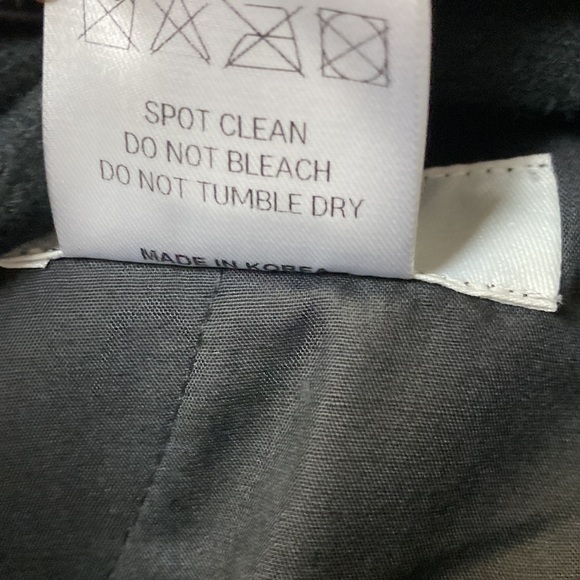 SPOT CLEAN
DO NOT BLEACH
DO NOT TUMBLE DRY
MADE IN KOREA